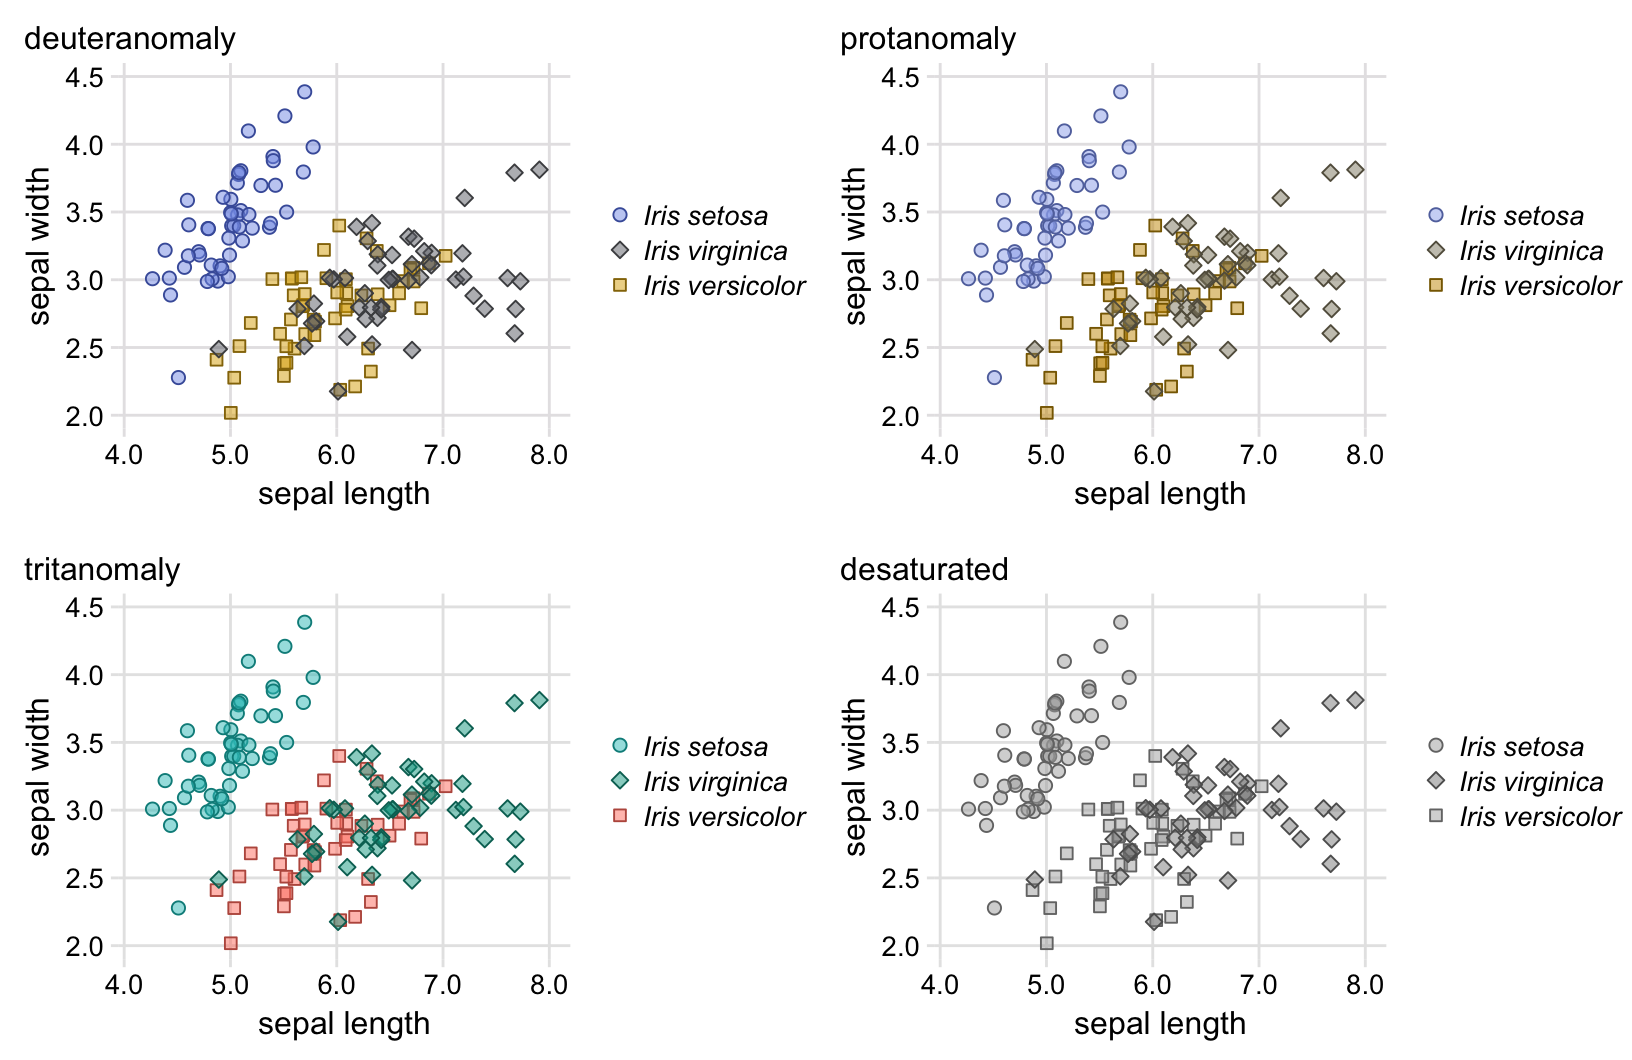 deuteranomaly
4.5
4.0
3.5
3.0
2.5
2.0
sepal width
4.0 5.0 6.0 7.0 8.0
sepal length
Iris setosa
Iris virginica
Iris versicolor
protanomaly
4.5
4.0
3.5
3.0
2.5
2.0
sepal width
4.0 5.0 6.0 7.0 8.0
sepal length
Iris setosa
Iris virginica
Iris versicolor
tritanomaly
4.5
4.0
3.5
3.0
2.5
2.0
sepal width
4.0 5.0 6.0 7.0 8.0
sepal length
Iris setosa
Iris virginica
Iris versicolor
desaturated
4.5
4.0
3.5
3.0
2.5
2.0
sepal width
4.0 5.0 6.0 7.0 8.0
sepal length
Iris setosa
Iris virginica
Iris versicolor